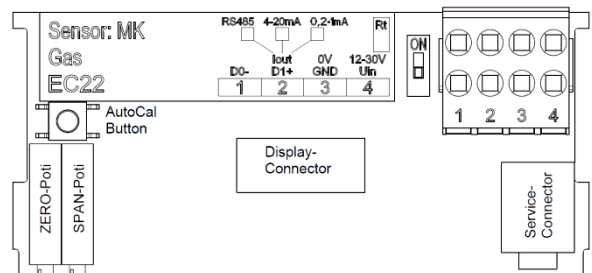 Sensor: MK
Gas
EC22
RS485 4-20mA 0,2-1mA
Rt
Iout 0V 12-30V
D0- D1+ GND Uin
1 2 3 4
ON
1 2 3 4
AutoCal
Button
ZERO-Poti
SPAN-Poti
Display-
Connector
Service-
Connector